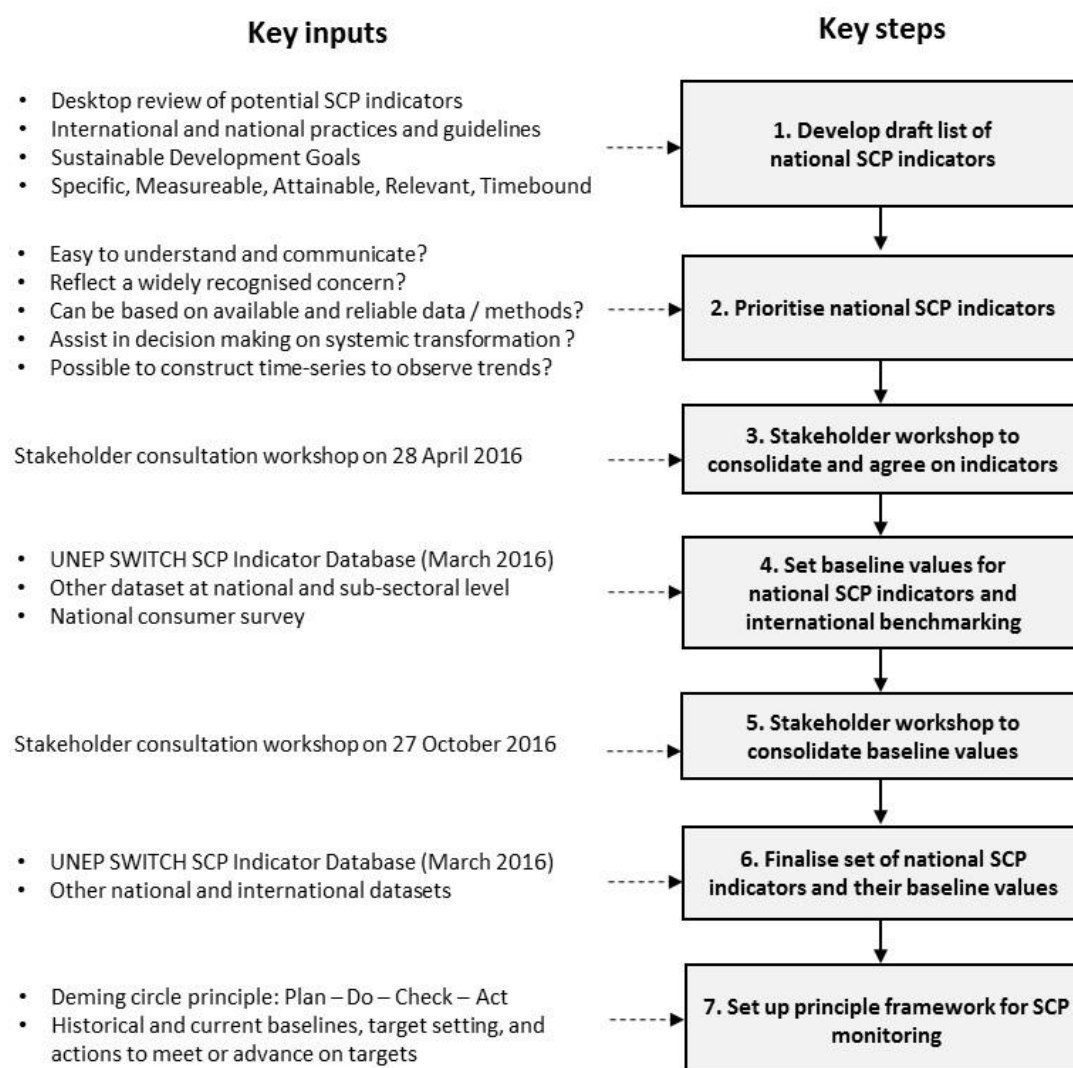 Key inputs
Key steps
• Desktop review of potential SCP indicators
• International and national practices and guidelines
• Sustainable Development Goals
• Specific, Measureable, Attainable, Relevant, Timebound
1. Develop draft list of
national SCP indicators
• Easy to understand and communicate?
• Reflect a widely recognised concern?
• Can be based on available and reliable data / methods?
• Assist in decision making on systemic transformation ?
• Possible to construct time-series to observe trends?
2. Prioritise national SCP indicators
Stakeholder consultation workshop on 28 April 2016
3. Stakeholder workshop to
consolidate and agree on indicators
• UNEP SWITCH SCP Indicator Database (March 2016)
• Other dataset at national and sub-sectoral level
• National consumer survey
4. Set baseline values for
national SCP indicators and
international benchmarking
Stakeholder consultation workshop on 27 October 2016
5. Stakeholder workshop to
consolidate baseline values
• UNEP SWITCH SCP Indicator Database (March 2016)
• Other national and international datasets
6. Finalise set of national SCP
indicators and their baseline values
• Deming circle principle: Plan – Do – Check – Act
• Historical and current baselines, target setting, and
actions to meet or advance on targets
7. Set up principle framework for SCP
monitoring